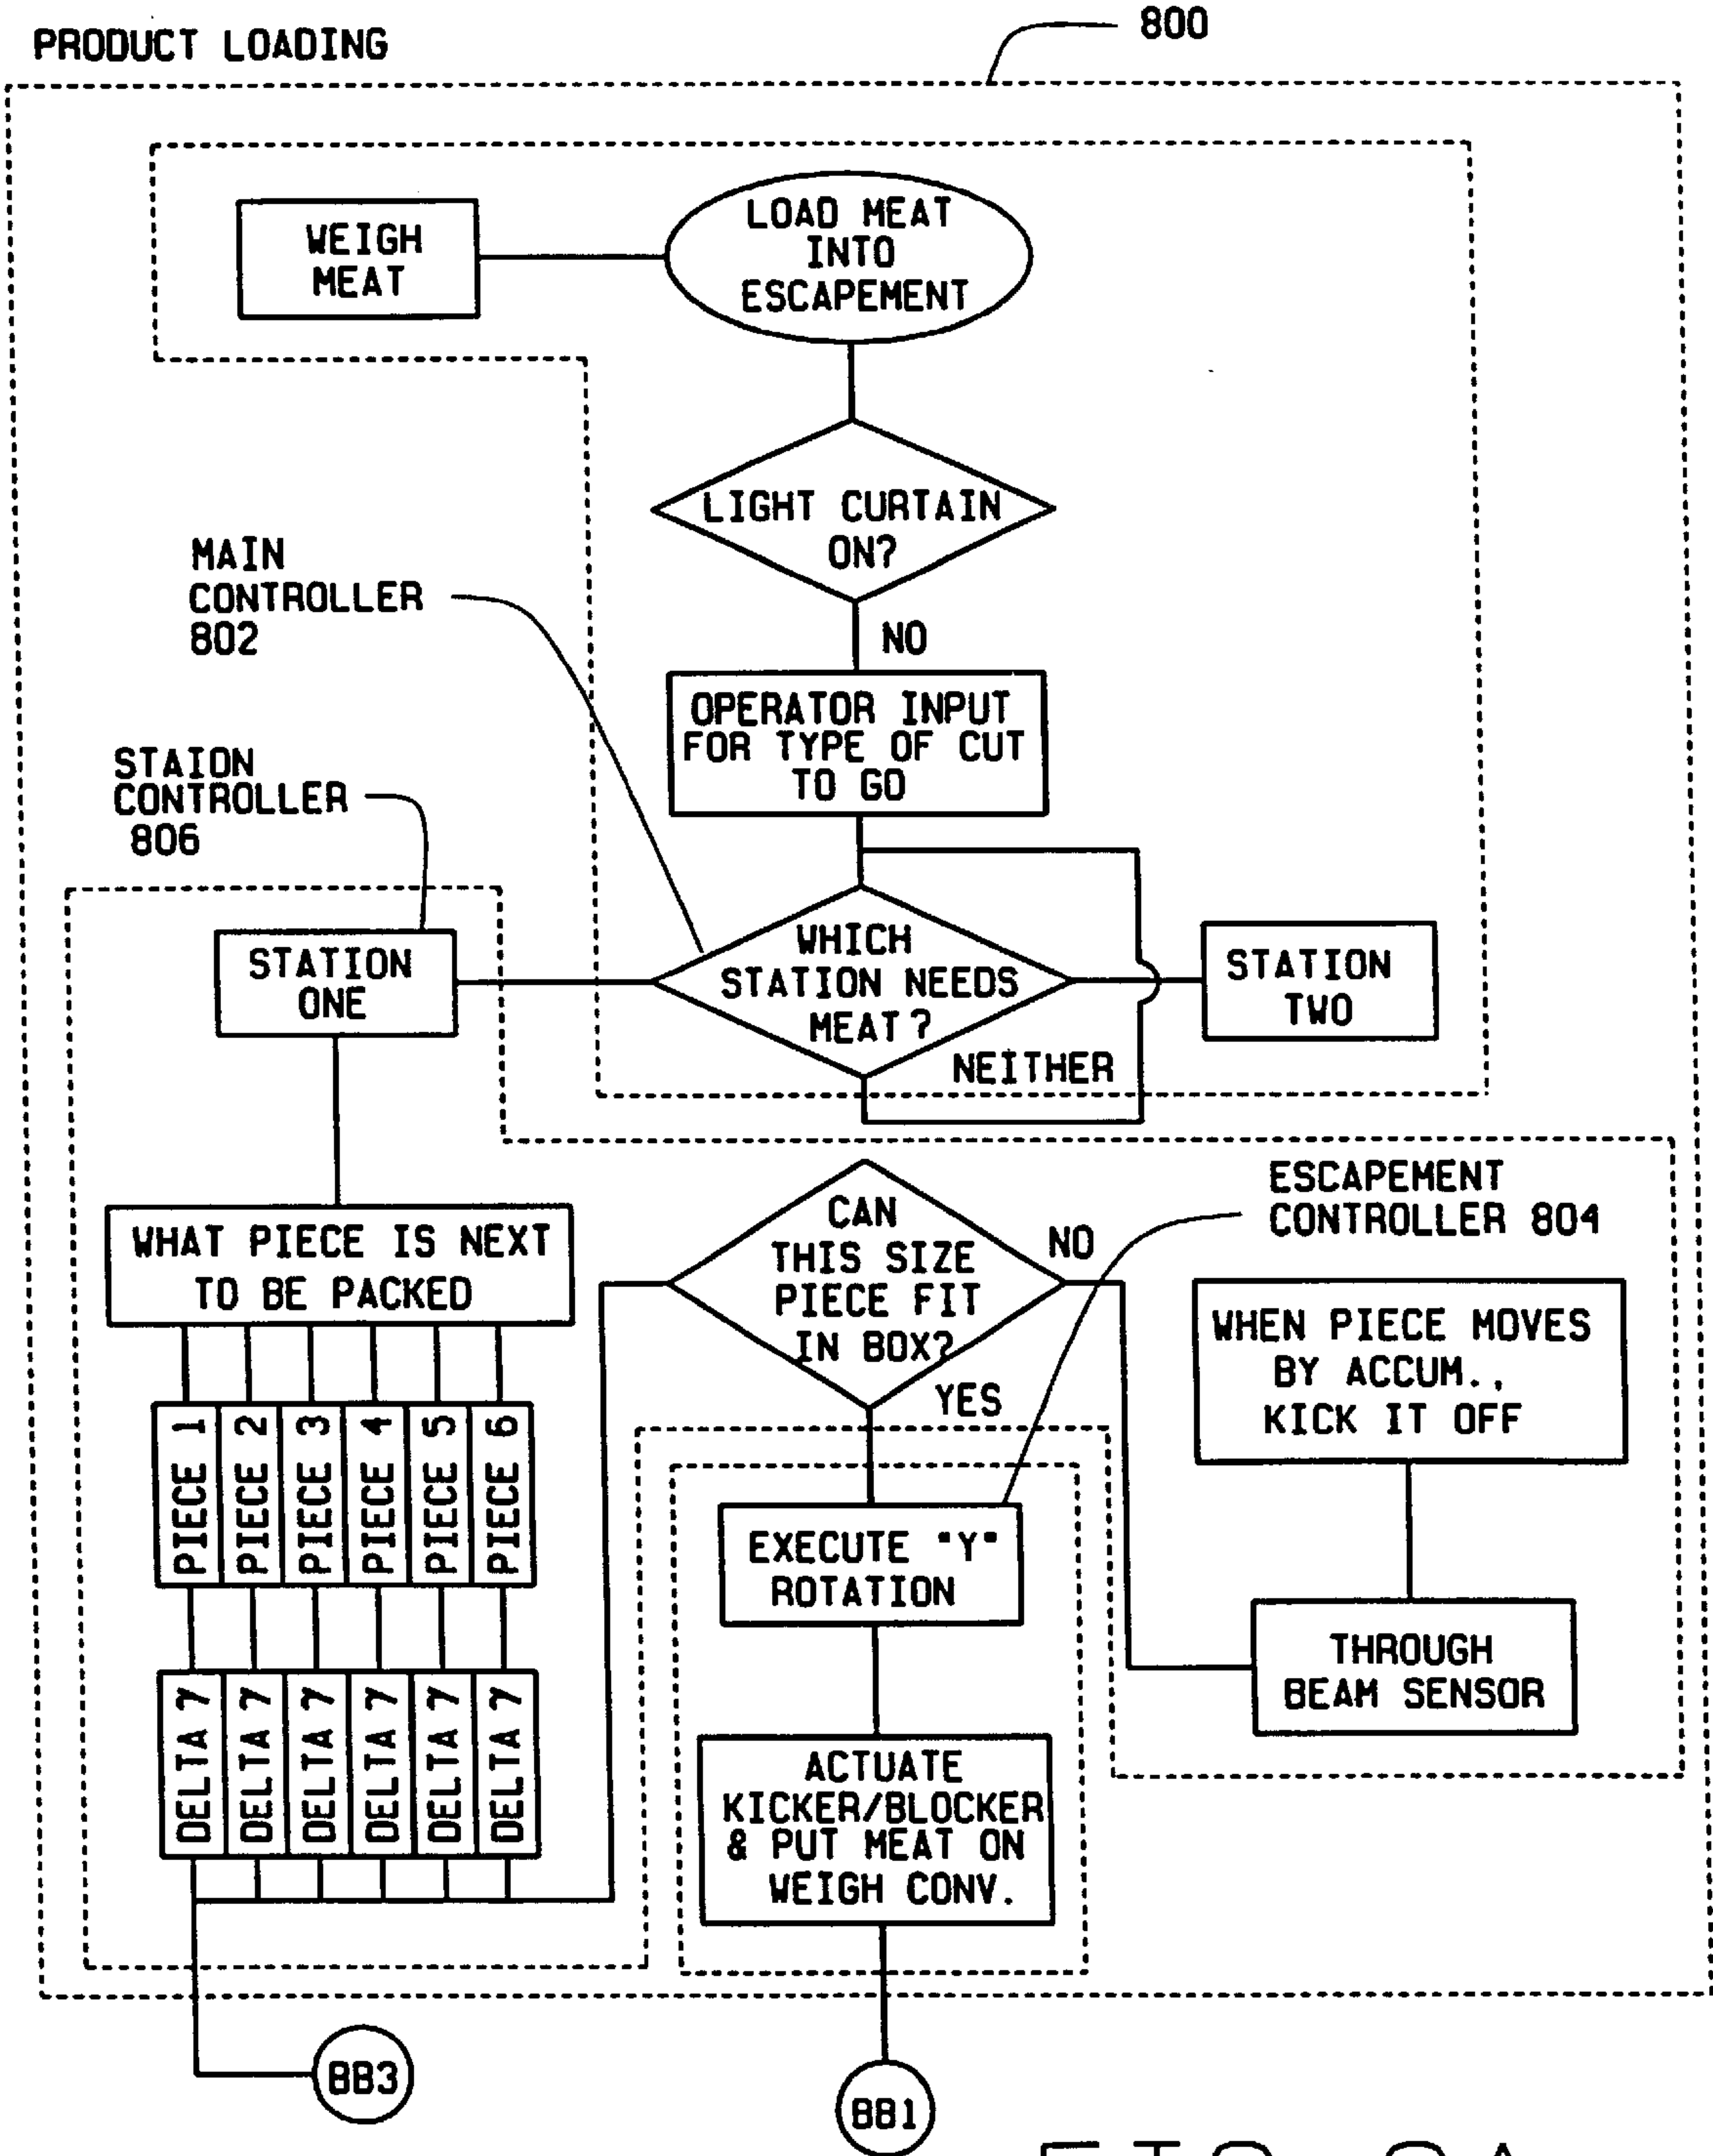 PRODUCT LOADING
800
WEIGH
MEAT
LOAD MEAT
INTO
ESCAPEMENT
LIGHT CURTAIN
ON?
MAIN
CONTROLLER
802
NO
OPERATOR INPUT
FOR TYPE OF CUT
TO GO
STAION
CONTROLLER
806
STATION
ONE
WHICH
STATION NEEDS
MEAT?
STATION
TWO
NEITHER
WHAT PIECE IS NEXT
TO BE PACKED
CAN
THIS SIZE
PIECE FIT
IN BOX?
NO
YES
ESCAPEMENT
CONTROLLER 804
WHEN PIECE MOVES
BY ACCUM.,
KICK IT OFF
PIECE 1
PIECE 2
PIECE 3
PIECE 4
PIECE 5
PIECE 6
EXECUTE "Y"
ROTATION
THROUGH
BEAM SENSOR
DELTA 7
DELTA 7
DELTA 7
DELTA 7
DELTA 7
DELTA 7
ACTUATE
KICKER/BLOCKER
& PUT MEAT ON
WEIGH CONV.
BB3
BB1